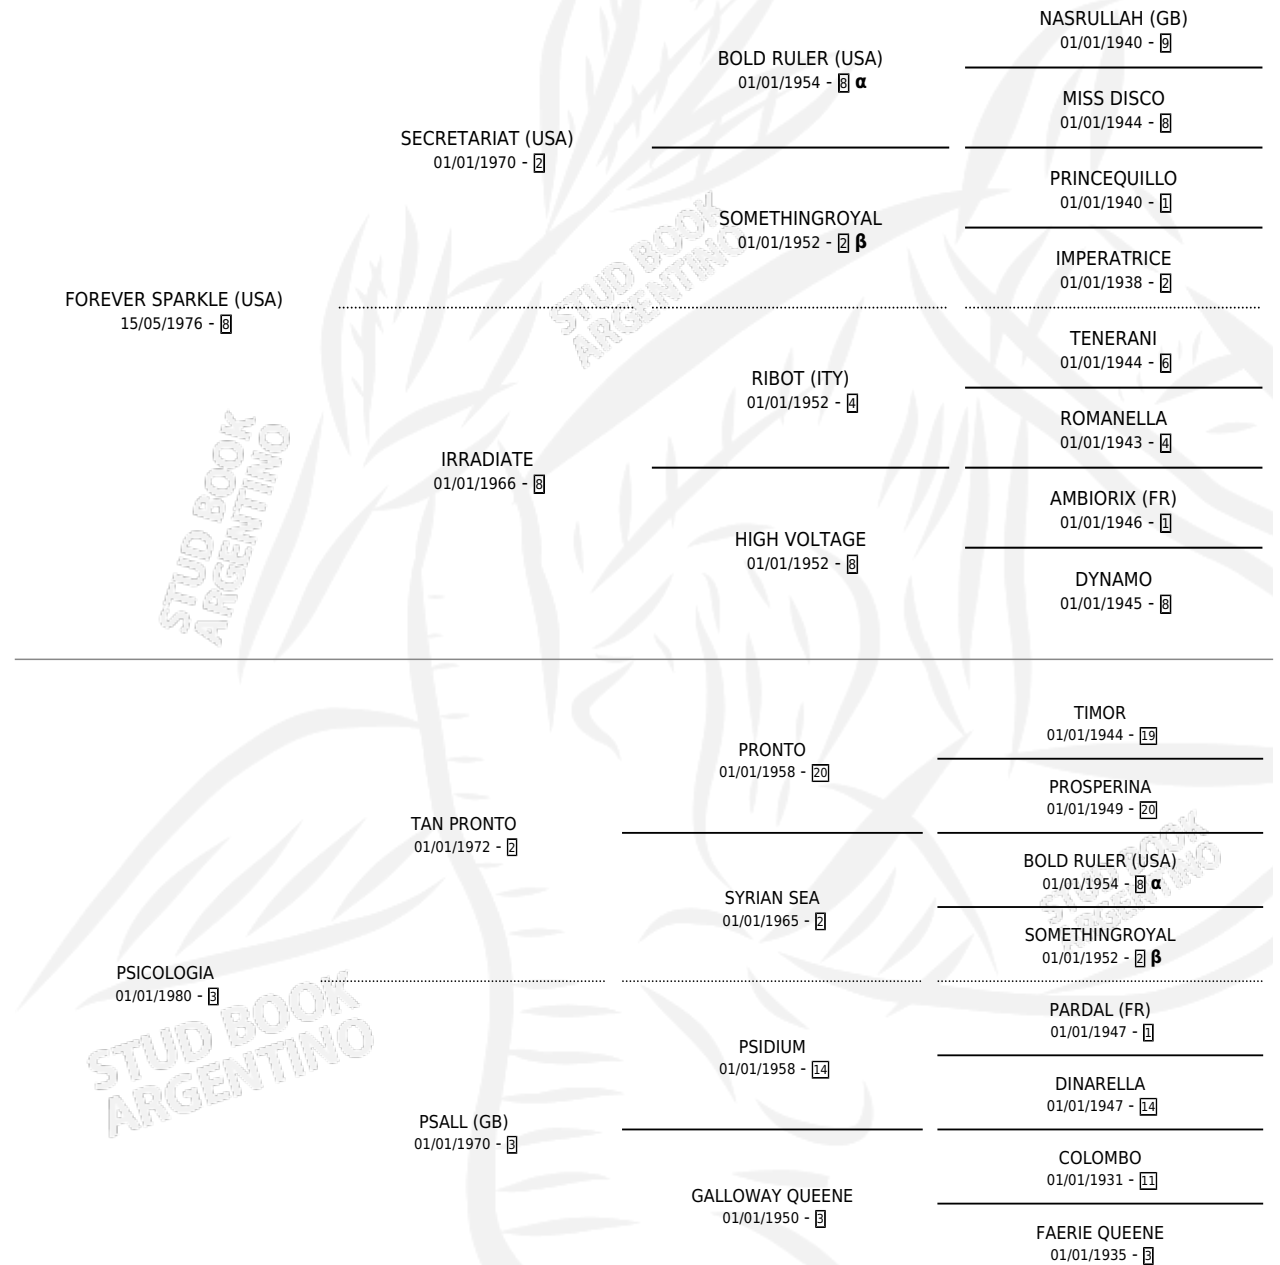 NASRULLAH (GB)
01/01/1940 - 9
BOLD RULER (USA)
01/01/1954 - 8 α
MISS DISCO
01/01/1944 - 8
SECRETARIAT (USA)
01/01/1970 - 2
PRINCEQUILLO
01/01/1940 - 1
SOMETHINGROYAL
01/01/1952 - 2 β
IMPERATRICE
01/01/1938 - 2
FOREVER SPARKLE (USA)
15/05/1976 - 8
STUD BOOK
ARGENTINO
TENERANI
01/01/1944 - 6
RIBOT (ITY)
01/01/1952 - 4
ROMANELLA
01/01/1943 - 4
IRRADIATE
01/01/1966 - 8
AMBIORIX (FR)
01/01/1946 - 1
HIGH VOLTAGE
01/01/1952 - 8
DYNAMO
01/01/1945 - 8
STUD BOOK
ARGENTINO
TIMOR
01/01/1944 - 19
PRONTO
01/01/1958 - 20
PROSPERINA
01/01/1949 - 20
TAN PRONTO
01/01/1972 - 2
BOLD RULER (USA)
01/01/1954 - 8 α
SYRIAN SEA
01/01/1965 - 2
SOMETHINGROYAL
01/01/1952 - 2 β
STUD BOOK
ARGENTINO
PSICOLOGIA
01/01/1980 - 3
PARDAL (FR)
01/01/1947 - 1
PSIDIUM
01/01/1958 - 14
DINARELLA
01/01/1947 - 14
PSALL (GB)
01/01/1970 - 3
COLOMBO
01/01/1931 - 11
GALLOWAY QUEENE
01/01/1950 - 3
FAERIE QUEENE
01/01/1935 - 3
STUD BOOK
ARGENTINO